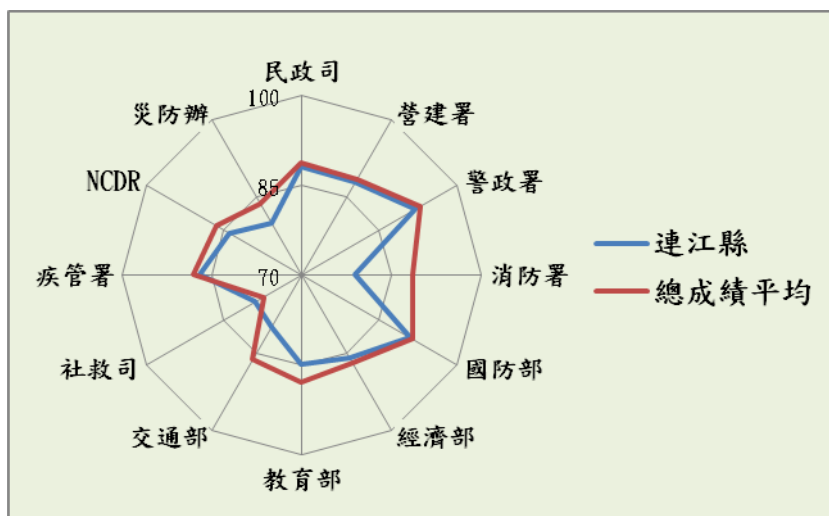 民政司
100
災防辦
營建署
NCDR
85
警政署
疾管署
70
消防署
連江縣
總成績平均
社救司
國防部
交通部
經濟部
教育部